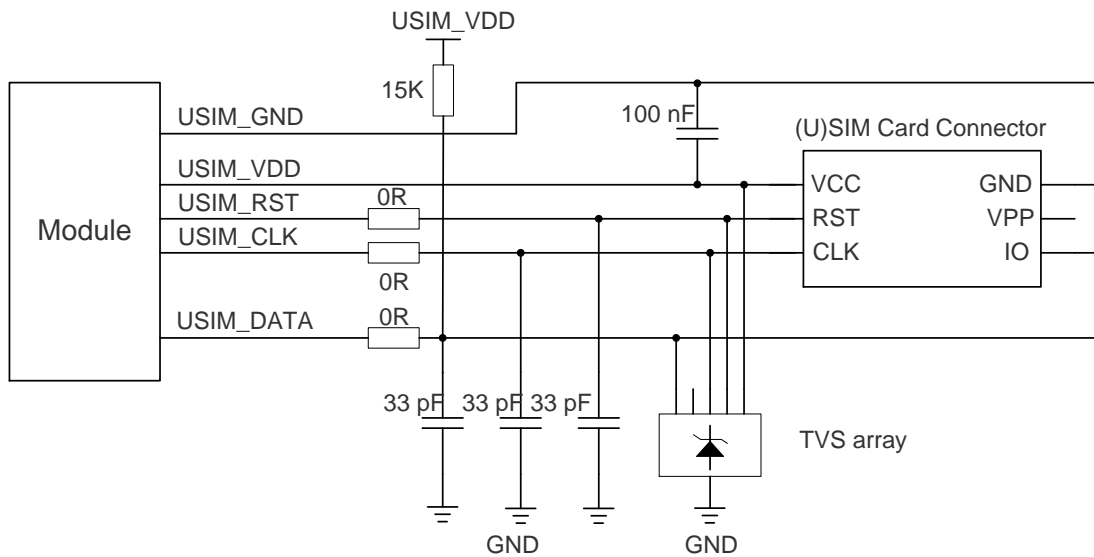 USIM_VDD
15K
USIM_GND
100 nF
(U)SIM Card Connector
USIM_VDD
VCC
GND
Module
USIM_RST
0R
RST
VPP
USIM_CLK
CLK
IO
0R
USIM_DATA
0R
33 pF
33 pF
33 pF
TVS array
GND
GND